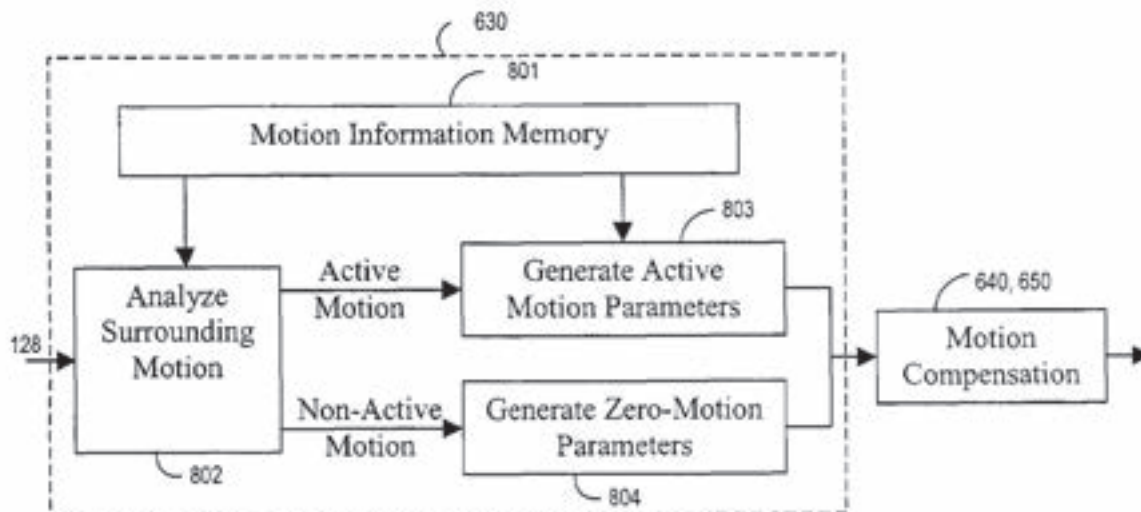 630
801
Motion Information Memory
803
Analyze
Surrounding
Motion
Active
Motion
Generate Active
Motion Parameters
640, 650
128
Motion
Compensation
Non-Active
Motion
Generate Zero-Motion
Parameters
802
804